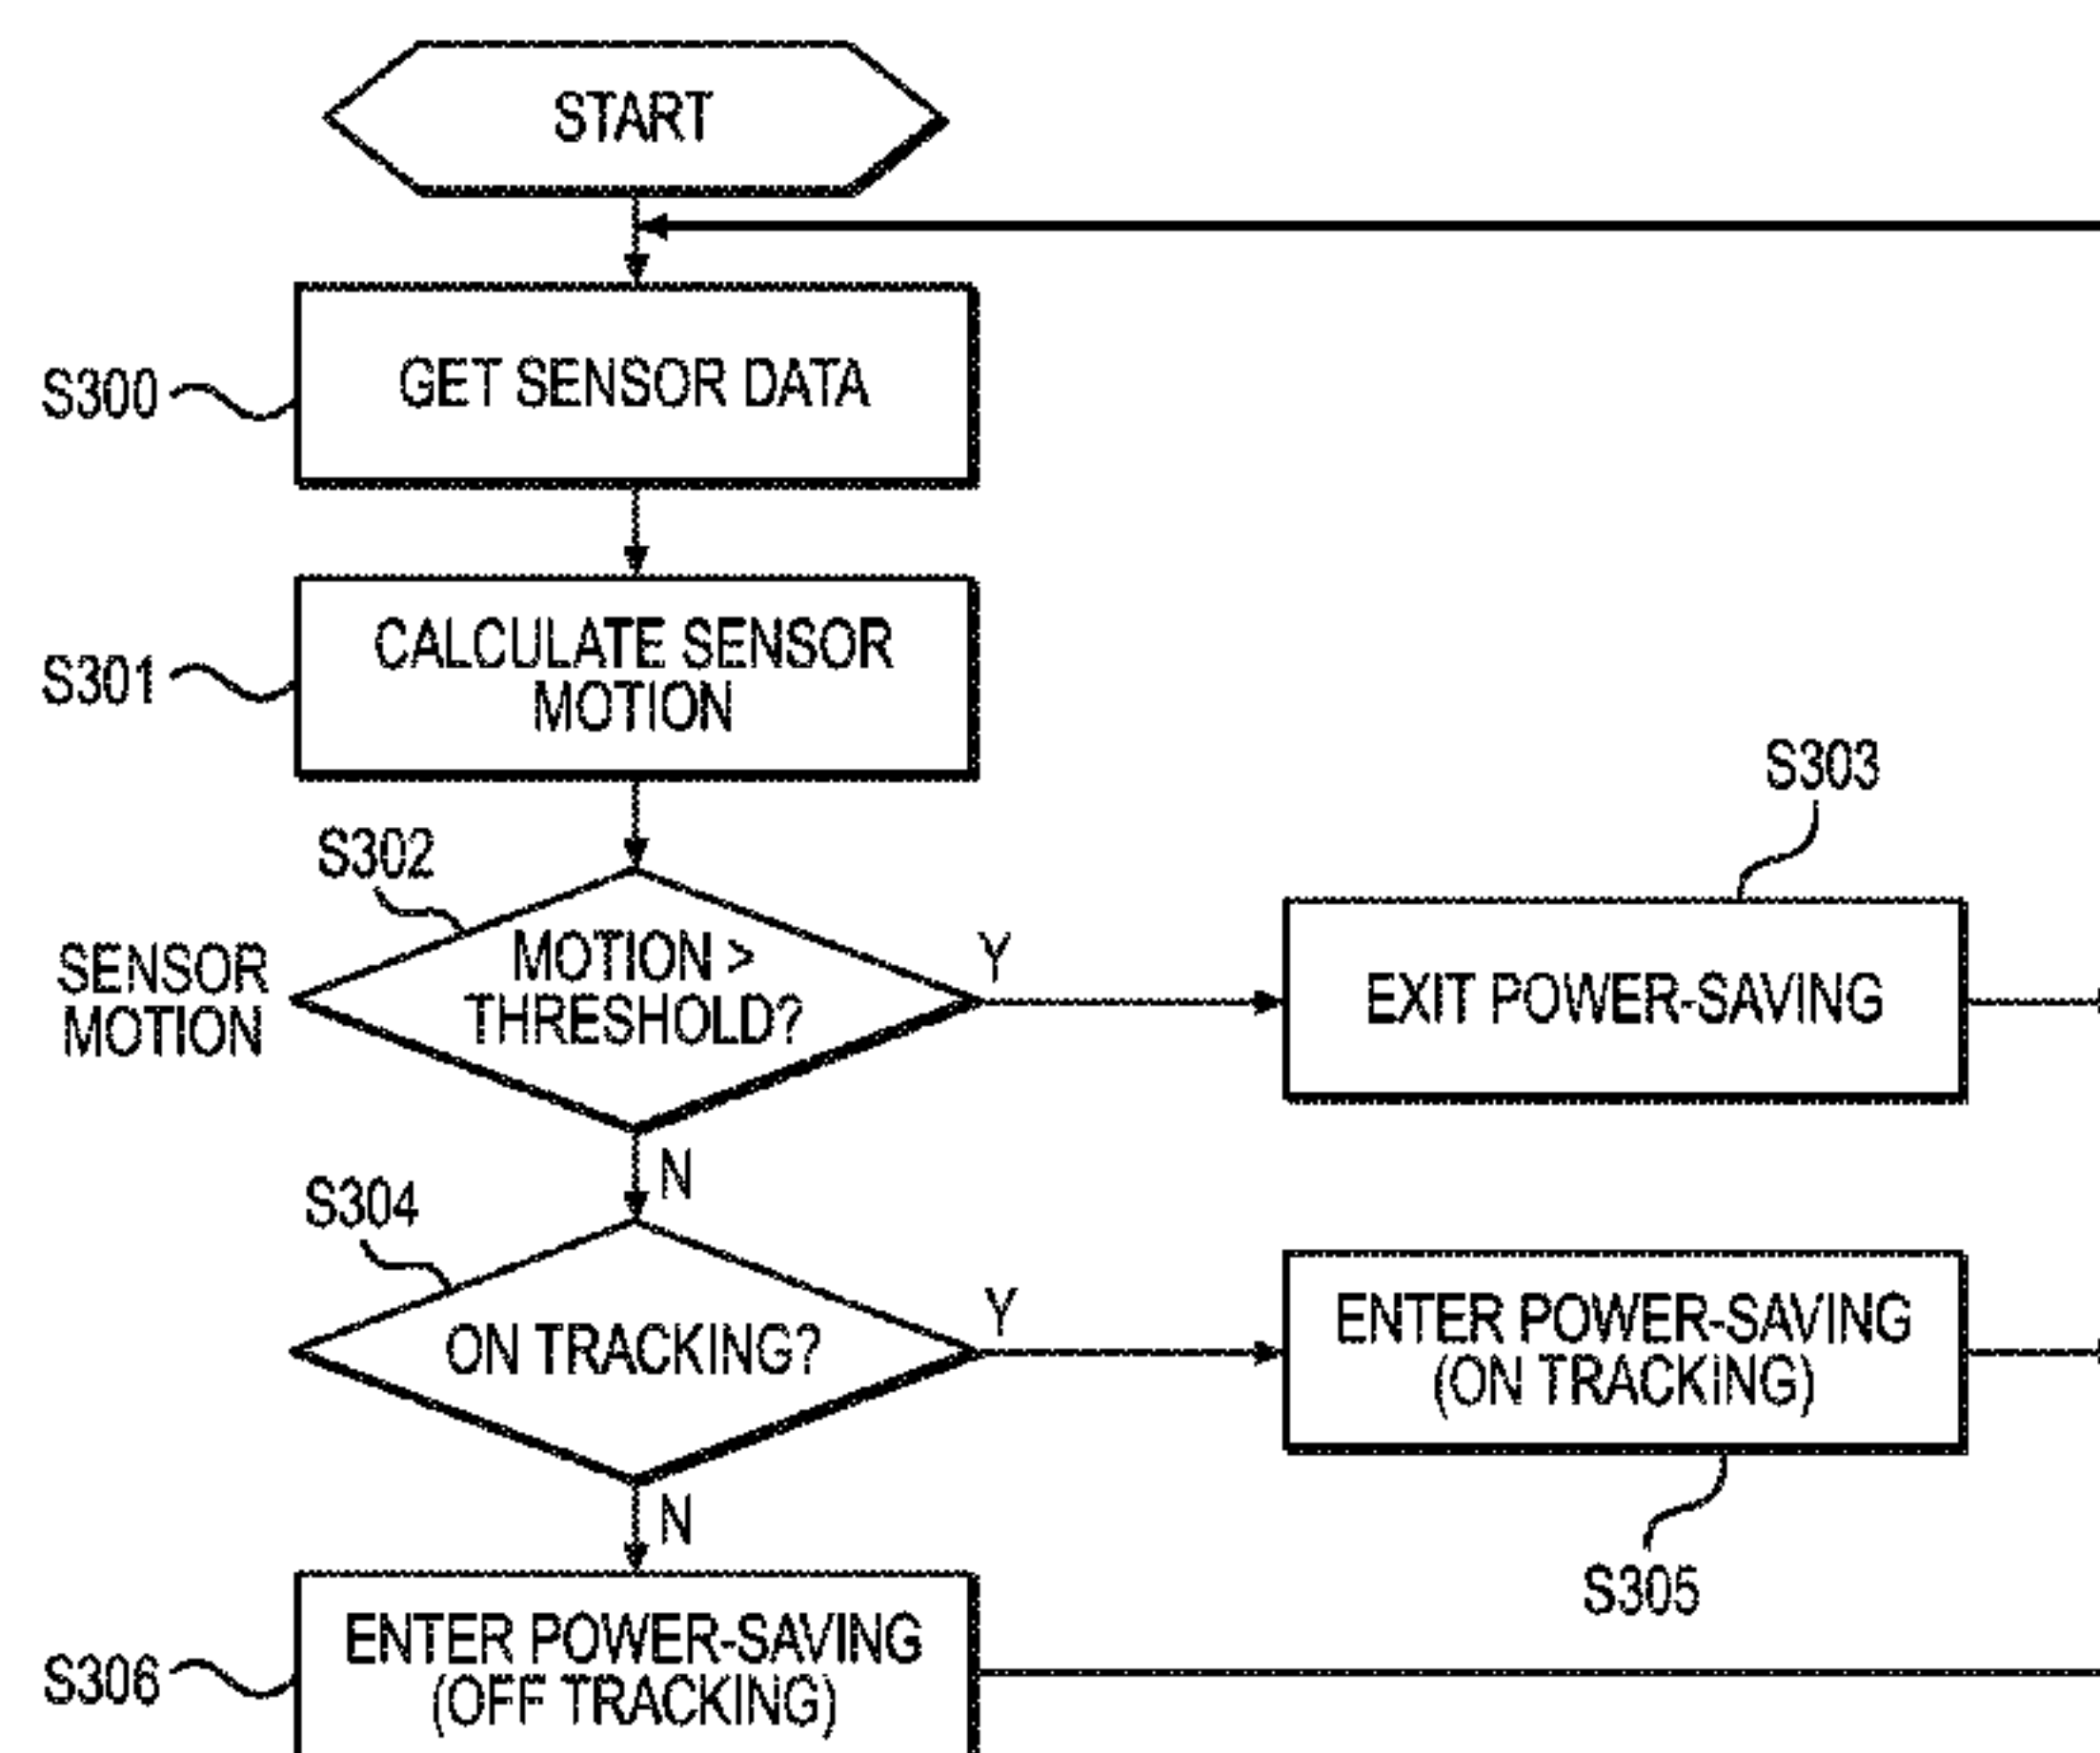 START
S300
GET SENSOR DATA
S301
CALCULATE SENSOR
MOTION
S302
SENSOR
MOTION
MOTION >
THRESHOLD?
Y
S303
EXIT POWER-SAVING
N
S304
ON TRACKING?
Y
ENTER POWER-SAVING
(ON TRACKING)
S305
N
S306
ENTER POWER-SAVING
(OFF TRACKING)